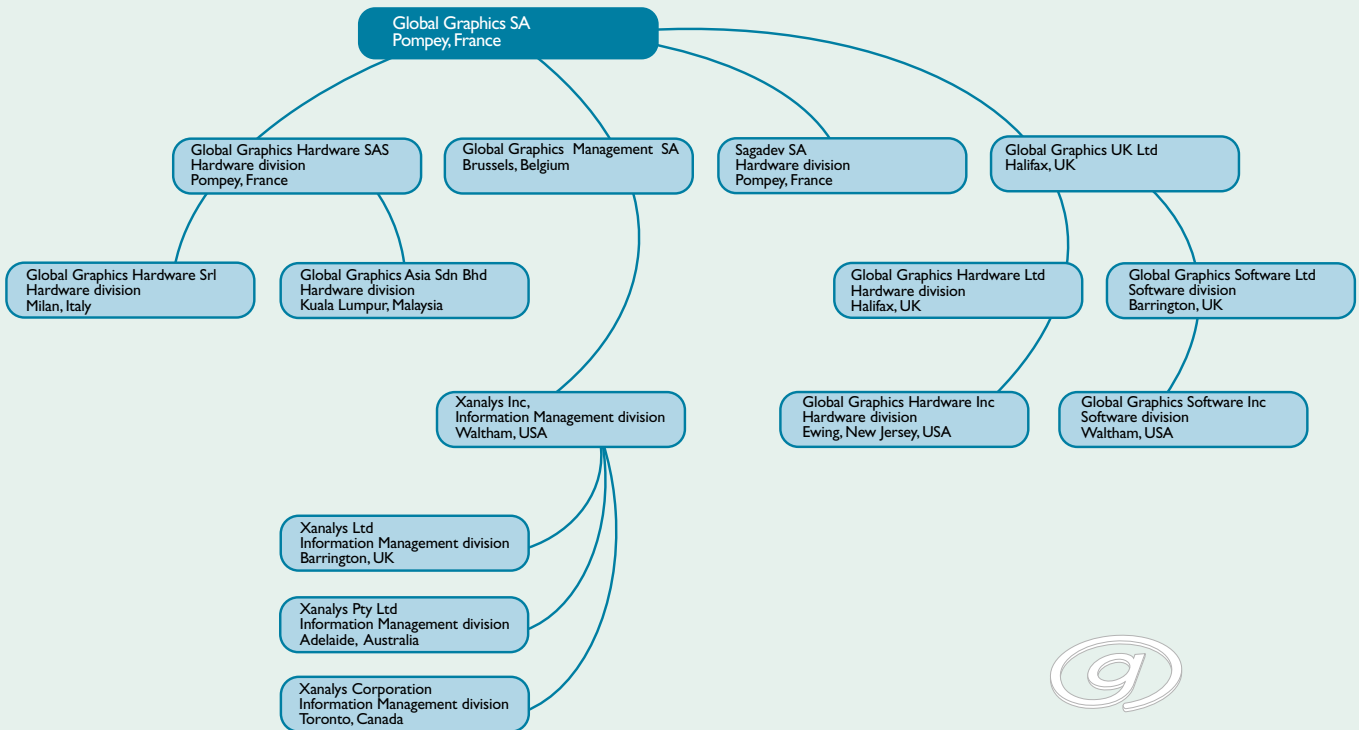 Global Graphics SA
Pompey, France
Global Graphics Hardware SAS
Hardware division
Pompey, France
Global Graphics Management SA
Brussels, Belgium
Sagadev SA
Hardware division
Pompey, France
Global Graphics UK Ltd
Halifax, UK
Global Graphics Hardware Srl
Hardware division
Milan, Italy
Global Graphics Asia Sdn Bhd
Hardware division
Kuala Lumpur, Malaysia
Global Graphics Hardware Ltd
Hardware division
Halifax, UK
Global Graphics Software Ltd
Software division
Barrington, UK
Xanalys Inc,
Information Management division
Waltham, USA
Global Graphics Hardware Inc
Hardware division
Ewing, New Jersey, USA
Global Graphics Software Inc
Software division
Waltham, USA
Xanalys Ltd
Information Management division
Barrington, UK
Xanalys Pty Ltd
Information Management division
Adelaide, Australia
Xanalys Corporation
Information Management division
Toronto, Canada
g